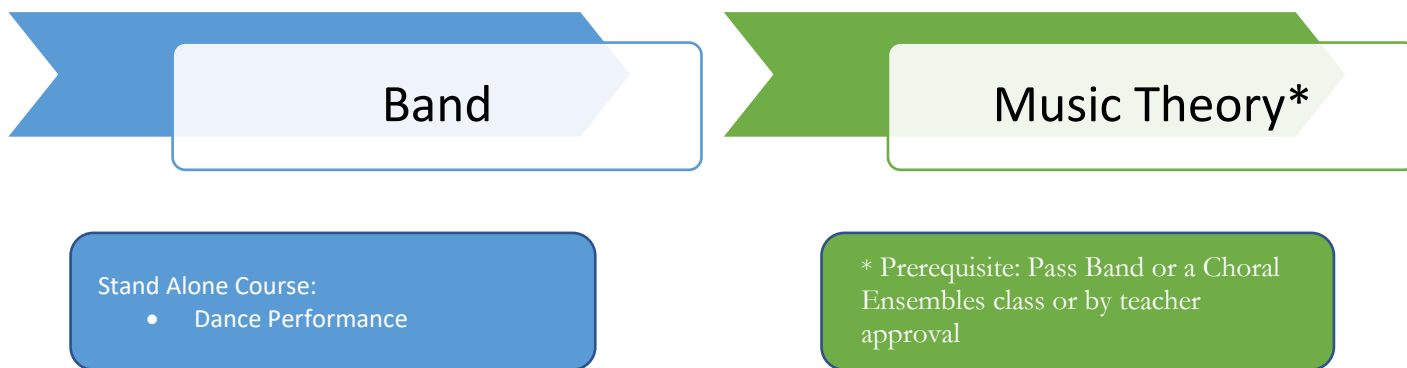 Band
Music Theory*
Stand Alone Course:
• Dance Performance
* Prerequisite: Pass Band or a Choral
Ensembles class or by teacher
approval